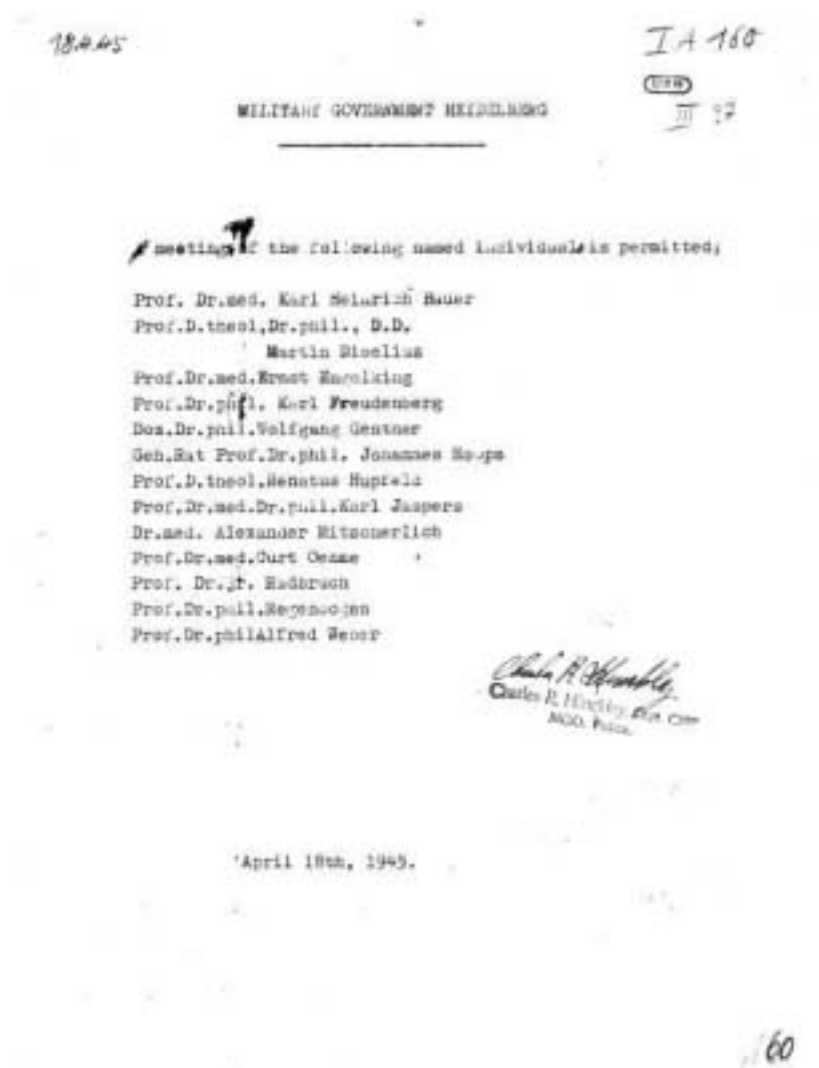 18.4.45
I A 160
III
MILITARY GOVERNMENT HEIDELBERG
A meeting of the following named individuals is permitted;
Prof. Dr.med. Karl Heinrich Bauer
Prof.D.theol,Dr.phil., D.D.
Martin Dibelius
Prof.Dr.med.Ernst Engelking
Prof.Dr.phil. Karl Freudenberg
Doz.Dr.phil.Wolfgang Gentner
Geh.Rat Prof.Dr.phil. Johannes Hoops
Prof.D.theol.Renatus Hupfeld
Prof.Dr.med.Dr.phil.Karl Jaspers
Dr.med. Alexander Mitscherlich
Prof.Dr.med.Curt Oehme
Prof. Dr.jr. Radbruch
Prof.Dr.phil.Regenbogen
Prof.Dr.philAlfred Weber
Charles R. Hinckley
April 18th, 1945.
60